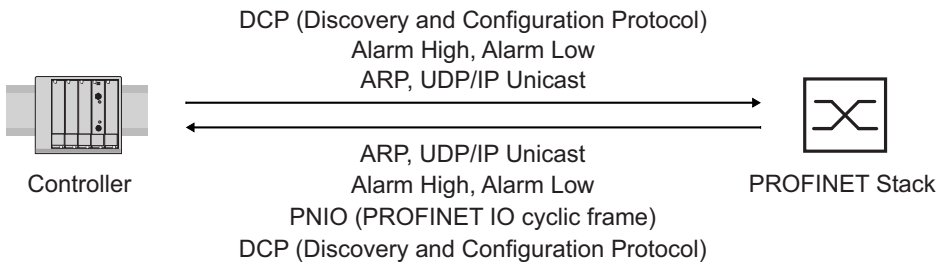 DCP (Discovery and Configuration Protocol)
Alarm High, Alarm Low
ARP, UDP/IP Unicast
ARP, UDP/IP Unicast
Controller
Alarm High, Alarm Low
PROFINET Stack
PNIO (PROFINET IO cyclic frame)
DCP (Discovery and Configuration Protocol)